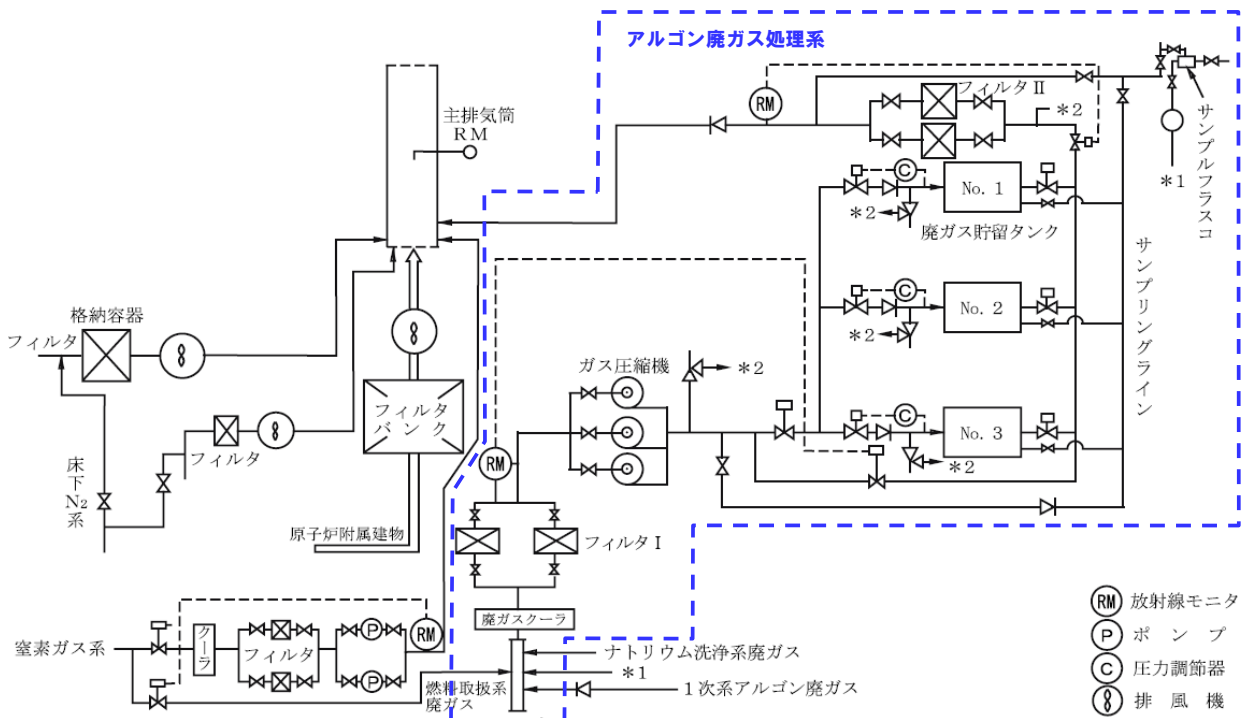 アルゴン廃ガス処理系
主排気筒
RM
RM
フィルタⅡ
*2
サンプルフラスコ
*1
C
No. 1
*2
廃ガス貯留タンク
サンプリングライン
C
No. 2
*2
C
No. 3
*2
格納容器
フィルタ
フィルタ
バンク
フィルタ
床下N₂系
原子炉附属建物
ガス圧縮機
*2
RM
フィルタⅠ
廃ガスクーラ
ナトリウム洗浄系廃ガス
*1
1次系アルゴン廃ガス
燃料取扱系
廃ガス
窒素ガス系
クーラ
フィルタ
P
P
RM
RM 放射線モニタ
P ポンプ
C 圧力調節器
排風機